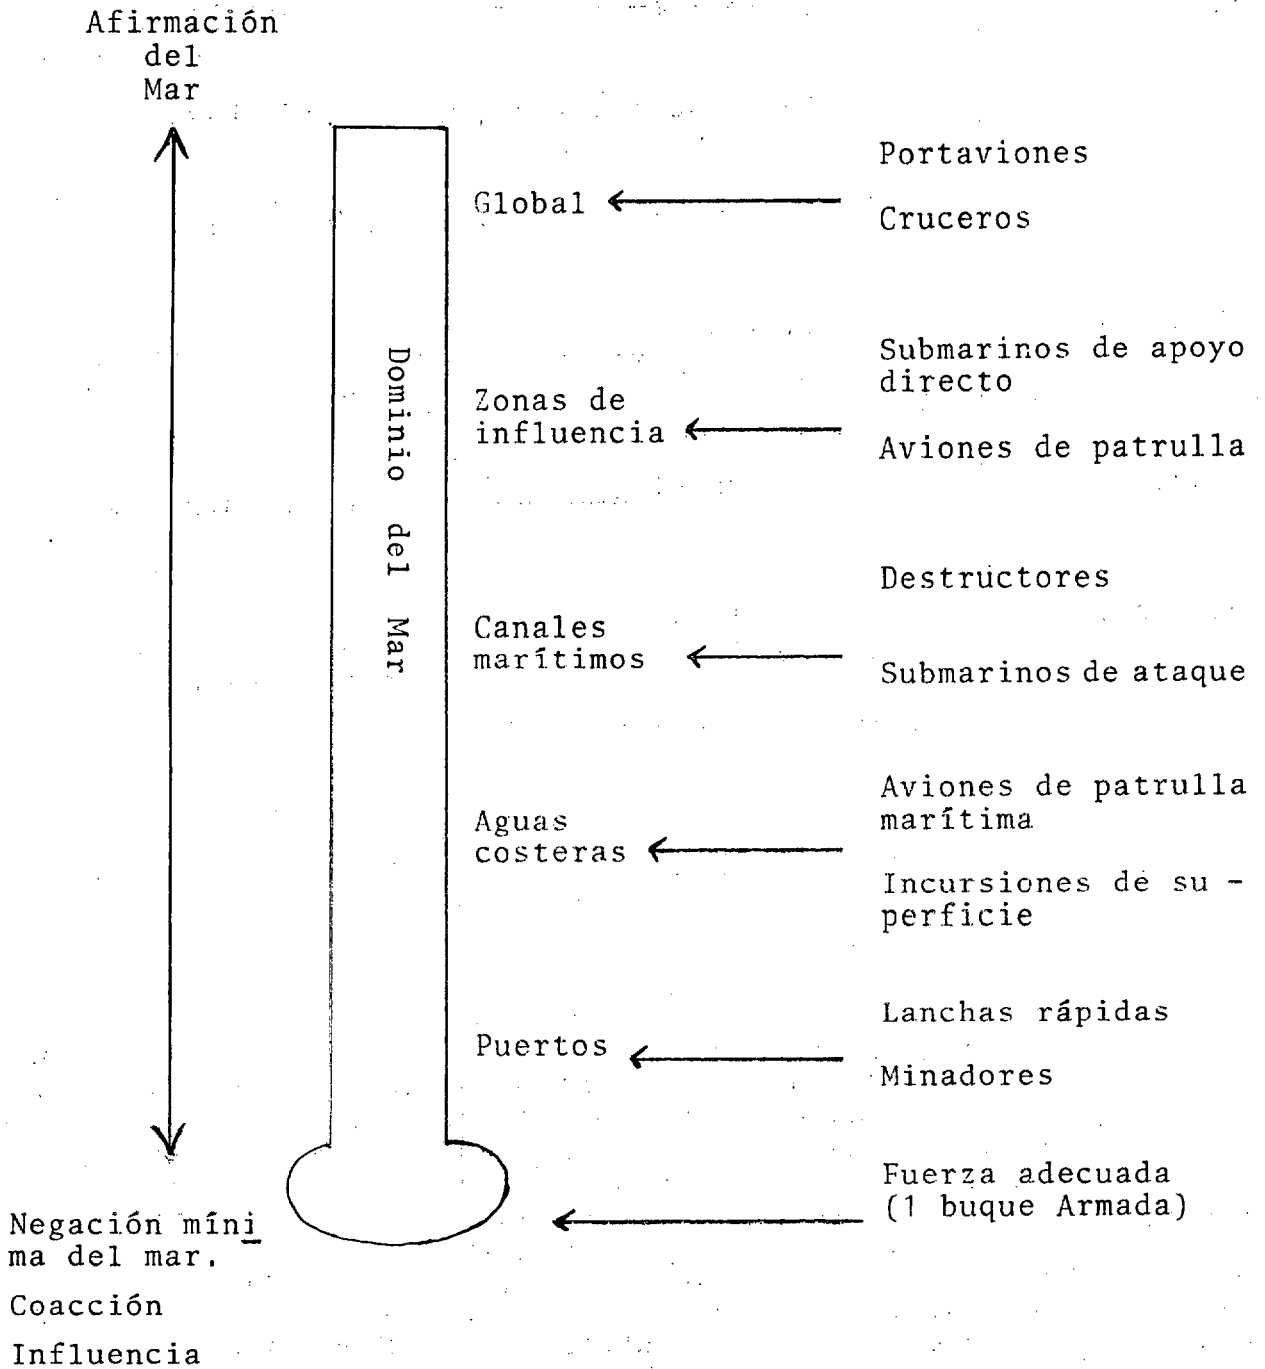 Afirmación
del
Mar
Portaviones
Global
Cruceros
Dominio del Mar
Submarinos de apoyo
directo
Zonas de
influencia
Aviones de patrulla
Destructores
Canales
marítimos
Submarinos de ataque
Aviones de patrulla
marítima
Aguas
costeras
Incursiones de su -
perficie
Lanchas rápidas
Puertos
Minadores
Fuerza adecuada
(1 buque Armada)
Negación míni
ma del mar.
Coacción
Influencia